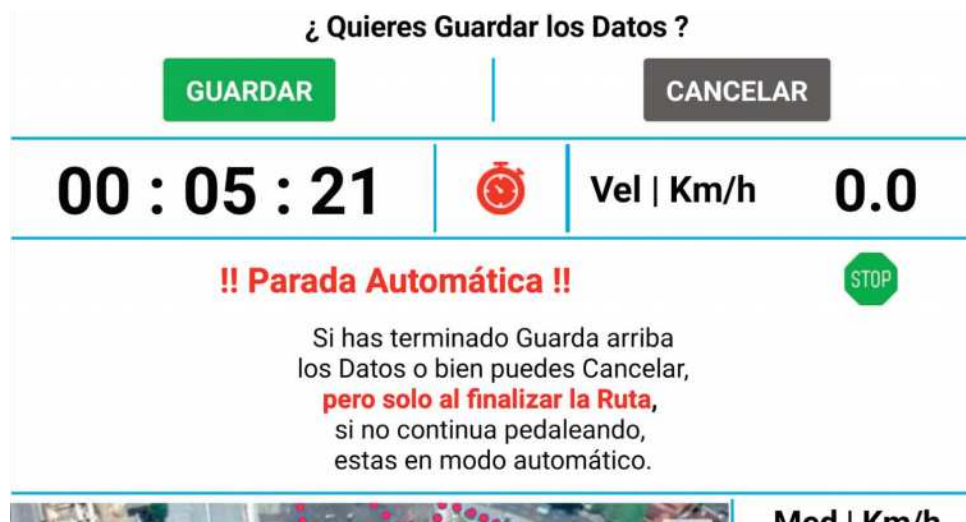 ¿ Quieres Guardar los Datos ?
GUARDAR
CANCELAR
00 : 05 : 21
Vel | Km/h
0.0
!! Parada Automática !!
STOP
Si has terminado Guarda arriba
los Datos o bien puedes Cancelar,
pero solo al finalizar la Ruta,
si no continua pedaleando,
estas en modo automático.
Med | Km/h